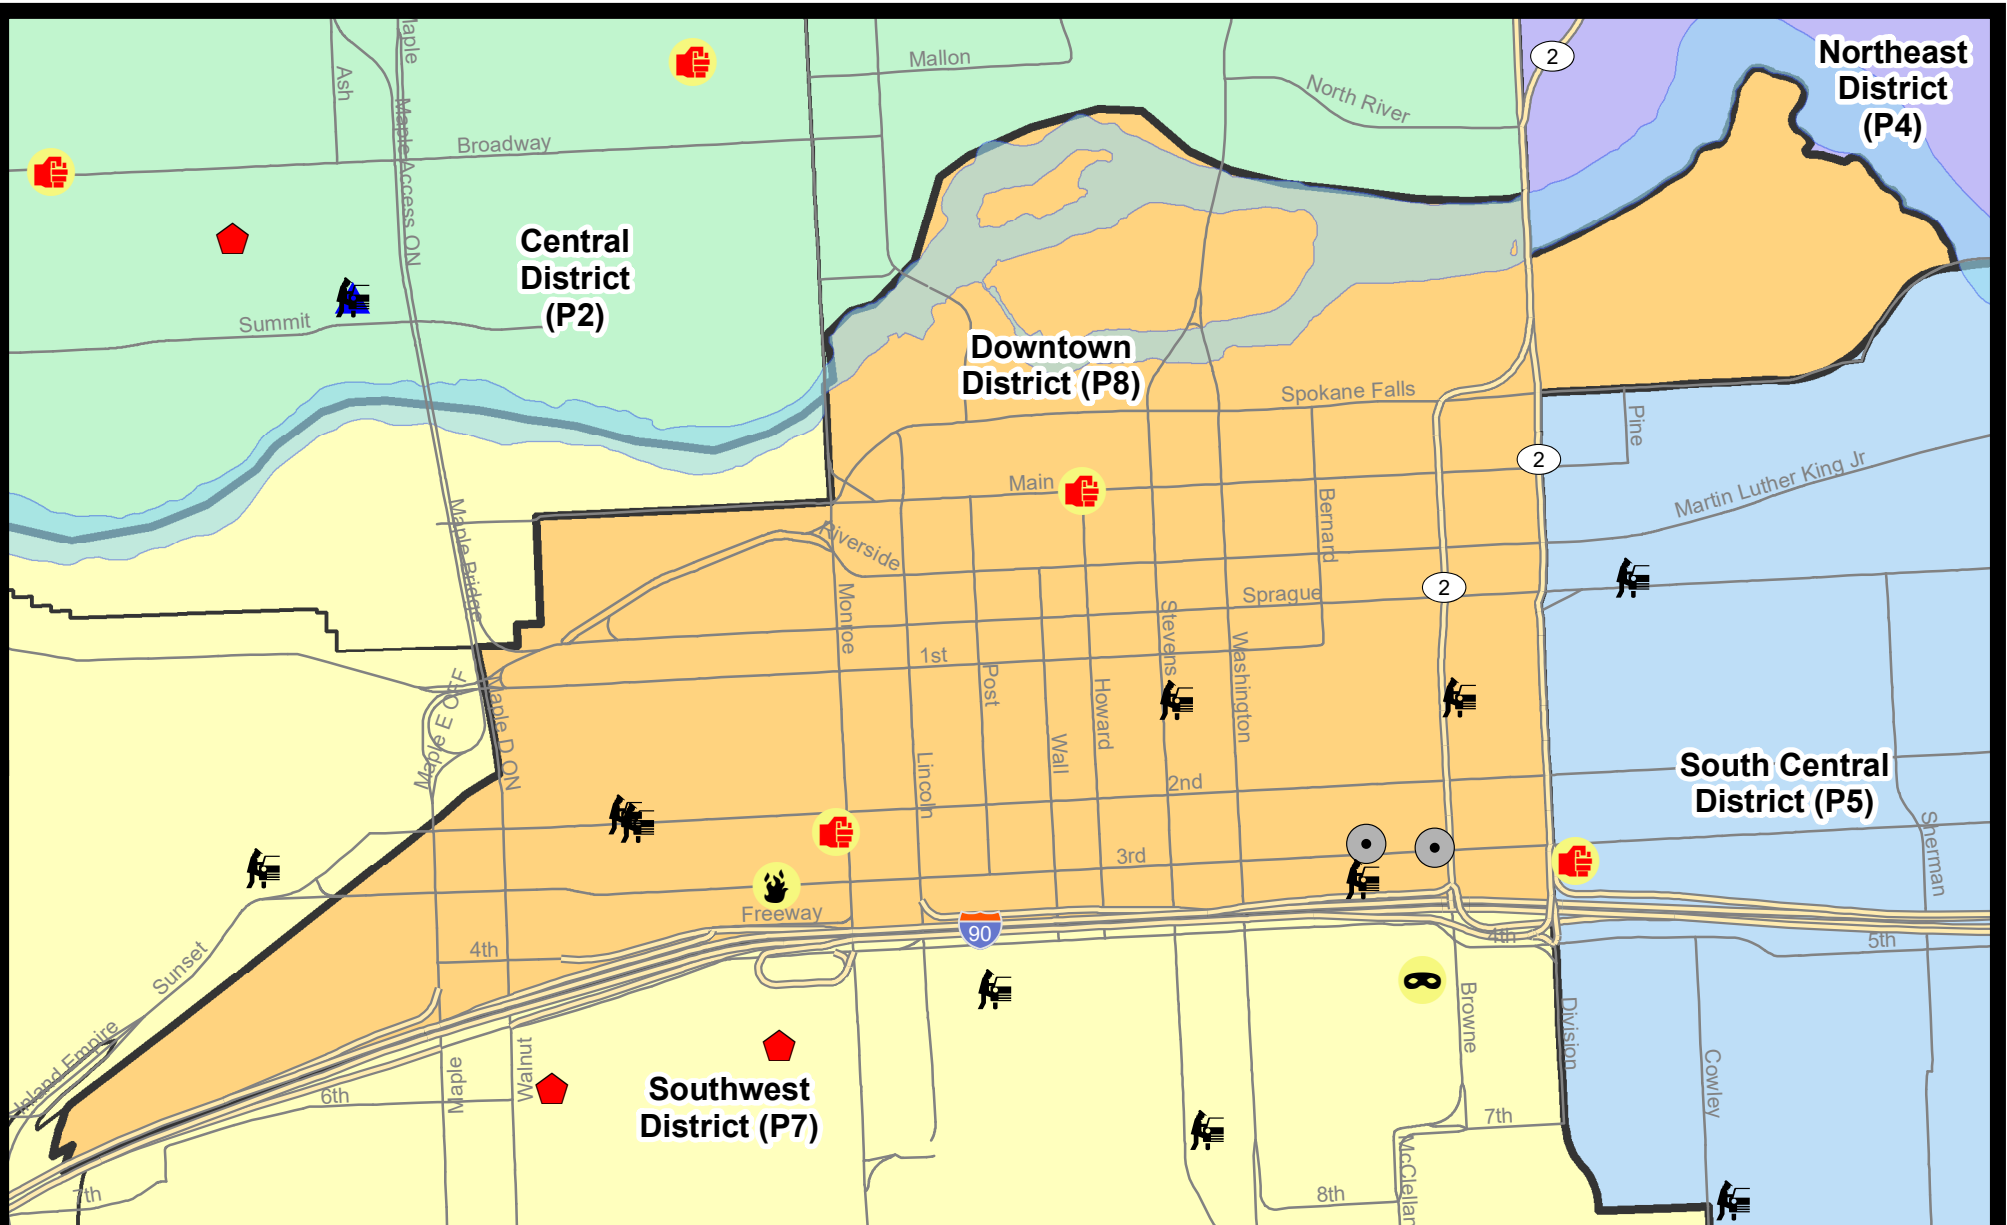 Maple
2
Northeast
District
(P4)
Mallon
Ash
North River
Maple Access ON
Broadway
Central
District
(P2)
Summit
Downtown
District (P8)
Spokane Falls
Pine
2
Main
Martin Luther King Jr
Bernard
Maple Bridge
Riverside
2
Sprague
Monroe
Stevens
Washington
1st
Post
Howard
Maple E OFF
Maple D ON
Wall
Lincoln
2nd
South Central
District (P5)
Sherman
3rd
Freeway
90
4th
4th
5th
Sunset
Browne
Division
Inland Empire
Walnut
Maple
6th
Cowley
Southwest
District (P7)
7th
McClellan
7th
8th